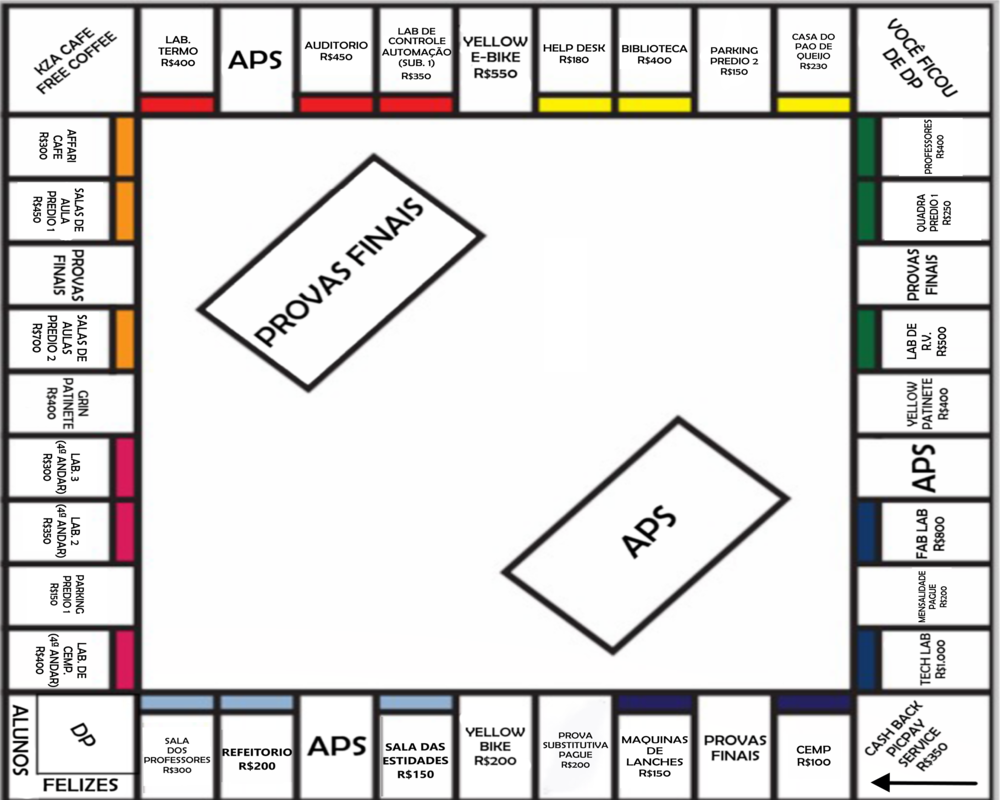 KZA CAFE
FREE COFFEE
LAB.
TERMO
R$400
APS
AUDITORIO
R$450
LAB DE
CONTROLE
AUTOMAÇÃO
(SUB. 1)
R$350
YELLOW
E-BIKE
R$550
HELP DESK
R$180
BIBLIOTECA
R$400
PARKING
PREDIO 2
R$150
CASA DO
PAO DE
QUEIJO
R$230
VOCÊ FICOU
DE DP
AFFARI
CAFE
R$300
SALAS DE
AULA
PREDIO 1
R$450
PROVAS
FINAIS
SALAS DE
AULAS
PREDIO 2
R$700
GRIN
PATINETE
R$400
LAB. 3
(4º ANDAR)
R$300
LAB. 2
(4º ANDAR)
R$350
PARKING
PREDIO 1
R$150
LAB. DE
CEMP.
(4º ANDAR)
R$400
PROVAS FINAIS
APS
PROFESSORES
R$400
QUADRA
PREDIO 1
R$250
PROVAS
FINAIS
LAB DE
R.V.
R$500
YELLOW
PATINETE
R$400
APS
FAB LAB
R$800
MENSALIDADE
PAGUE
R$200
TECH LAB
R$1.000
ALUNOS
DP
FELIZES
SALA
DOS
PROFESSORES
R$300
REFEITORIO
R$200
APS
SALA DAS
ESTIDADES
R$150
YELLOW
BIKE
R$200
PROVA
SUBSTITUTIVA
PAGUE
R$200
MAQUINAS
DE
LANCHES
R$150
PROVAS
FINAIS
CEMP
R$100
CASH BACK
PICPAY
SERVICE
R$350